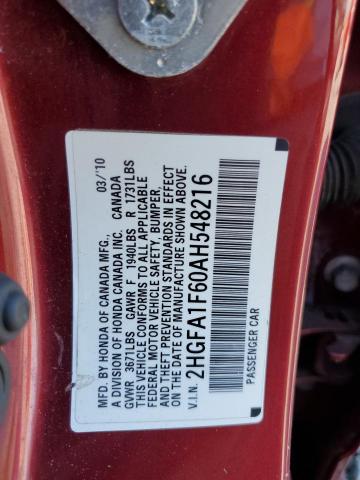 MFD. BY HONDA OF CANADA MFG., 03/'10
A DIVISION OF HONDA CANADA INC. CANADA
GVWR 3671LBS GAWR F 1940LBS R 1731LBS
THIS VEHICLE CONFORMS TO ALL APPLICABLE
FEDERAL MOTOR VEHICLE SAFETY, BUMPER,
& THEFT PREVENTION STANDARDS IN EFFECT
ON THE DATE OF MANUFACTURE SHOWN ABOVE.
V.I.N. 2HGFA1F60AH548216
PASSENGER CAR